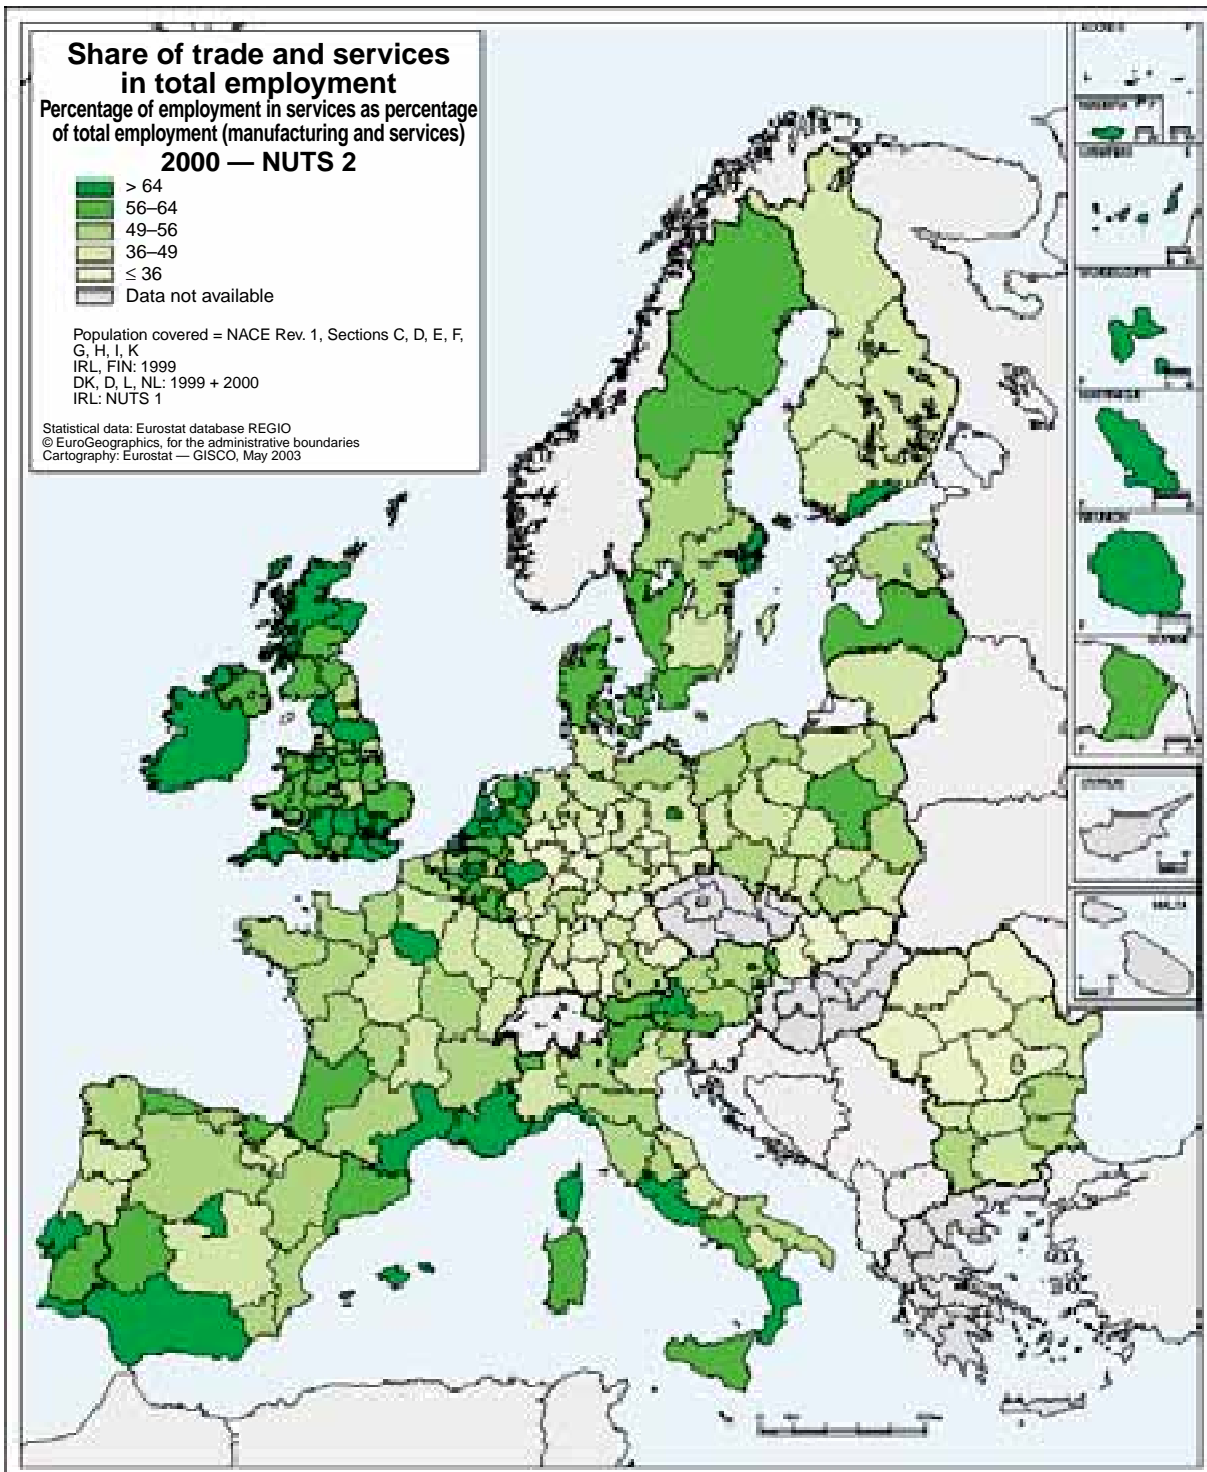 Share of trade and services
in total employment
Percentage of employment in services as percentage
of total employment (manufacturing and services)
2000 — NUTS 2
> 64
56–64
49–56
36–49
≤ 36
Data not available
Population covered = NACE Rev. 1, Sections C, D, E, F,
G, H, I, K
IRL, FIN: 1999
DK, D, L, NL: 1999 + 2000
IRL: NUTS 1
Statistical data: Eurostat database REGIO
© EuroGeographics, for the administrative boundaries
Cartography: Eurostat — GISCO, May 2003
MALTA